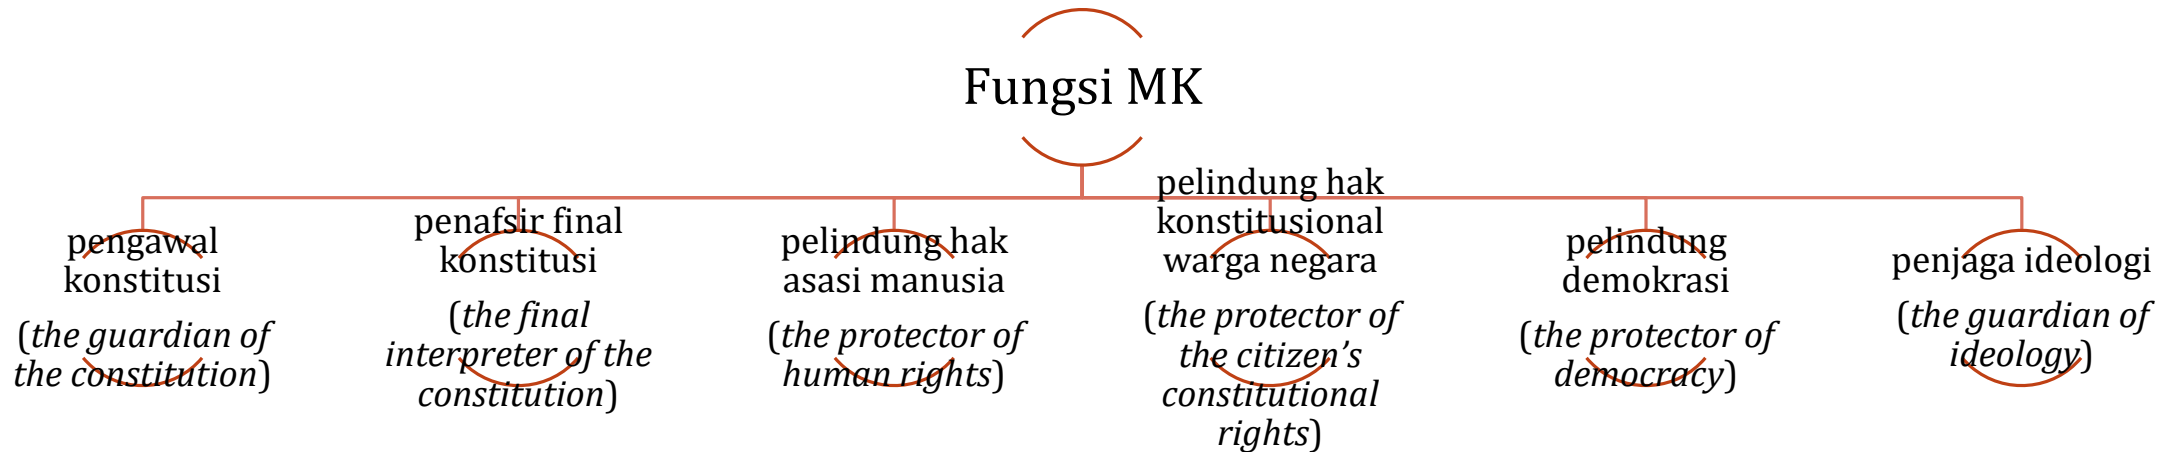 Fungsi MK
pengawal
konstitusi
(the guardian of
the constitution)
penafsir final
konstitusi
(the final
interpreter of the
constitution)
pelindung hak
asasi manusia
(the protector of
human rights)
pelindung hak
konstitusional
warga negara
(the protector of
the citizen’s
constitutional
rights)
pelindung
demokrasi
(the protector of
democracy)
penjaga ideologi
(the guardian of
ideology)